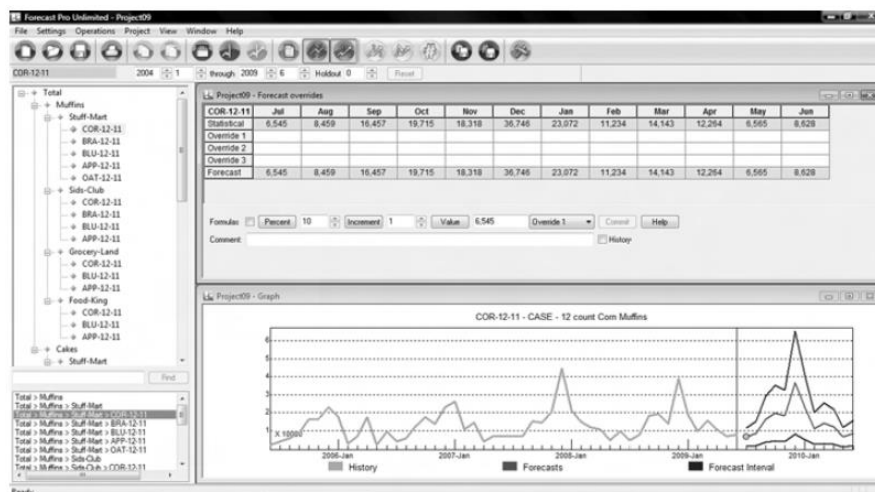 Forecast Pro Unlimited - Project09
File Settings Operations Project View Window Help
COR-12-11 2004 1 through 2009 6 Holdout 0 Reset
Total
Muffins
Stuff-Mart
COR-12-11
BRA-12-11
BLU-12-11
APP-12-11
OAT-12-11
Sids-Club
COR-12-11
BRA-12-11
BLU-12-11
APP-12-11
Grocery-Land
COR-12-11
BLU-12-11
APP-12-11
Food-King
COR-12-11
BLU-12-11
APP-12-11
Cakes
Stuff-Mart
Find
Total > Muffins
Total > Muffins > Stuff-Mart
Total > Muffins > Stuff-Mart > COR-12-11
Total > Muffins > Stuff-Mart > BRA-12-11
Total > Muffins > Stuff-Mart > BLU-12-11
Total > Muffins > Stuff-Mart > APP-12-11
Total > Muffins > Stuff-Mart > OAT-12-11
Total > Muffins > Sids-Club
Total > Muffins > Sids-Club > COR-12-11
Ready
Project09 - Forecast overrides
COR-12-11 Jul Aug Sep Oct Nov Dec Jan Feb Mar Apr May Jun
Statistical 6,545 8,459 16,457 19,715 18,318 36,746 23,072 11,234 14,143 12,264 6,565 8,628
Override 1
Override 2
Override 3
Forecast 6,545 8,459 16,457 19,715 18,318 36,746 23,072 11,234 14,143 12,264 6,565 8,628
Formulas Percent 10 Increment 1 Value 6,545 Override 1 Commit Help
Comment: History
Project09 - Graph
COR-12-11 - CASE - 12 count Corn Muffins
6
5
4
3
2
1
X 10000
2006-Jan 2007-Jan 2008-Jan 2009-Jan 2010-Jan
History Forecasts Forecast Interval